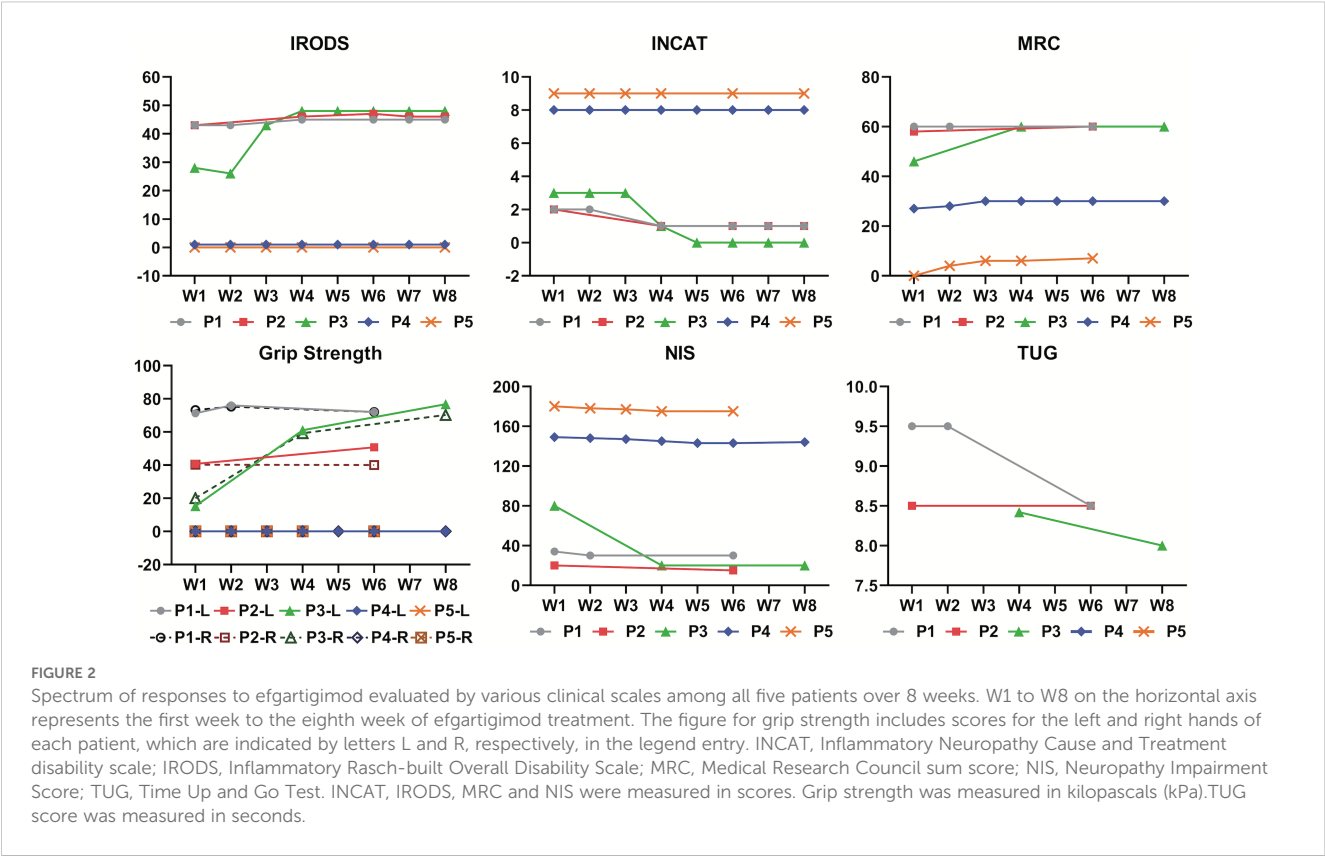 IRODS
60
50
40
30
20
10
0
-10
W1 W2 W3 W4 W5 W6 W7 W8
P1 P2 P3 P4 P5
INCAT
10
8
6
4
2
0
-2
W1 W2 W3 W4 W5 W6 W7 W8
P1 P2 P3 P4 P5
MRC
80
60
40
20
0
W1 W2 W3 W4 W5 W6 W7 W8
P1 P2 P3 P4 P5
Grip Strength
100
80
60
40
20
0
-20
W1 W2 W3 W4 W5 W6 W7 W8
P1-L P2-L P3-L P4-L P5-L
P1-R P2-R P3-R P4-R P5-R
NIS
200
160
120
80
40
0
W1 W2 W3 W4 W5 W6 W7 W8
P1 P2 P3 P4 P5
TUG
10.0
9.5
9.0
8.5
8.0
7.5
W1 W2 W3 W4 W5 W6 W7 W8
P1 P2 P3 P4 P5
FIGURE 2
Spectrum of responses to efgartigimod evaluated by various clinical scales among all five patients over 8 weeks. W1 to W8 on the horizontal axis
represents the first week to the eighth week of efgartigimod treatment. The figure for grip strength includes scores for the left and right hands of
each patient, which are indicated by letters L and R, respectively, in the legend entry. INCAT, Inflammatory Neuropathy Cause and Treatment
disability scale; IRODS, Inflammatory Rasch-built Overall Disability Scale; MRC, Medical Research Council sum score; NIS, Neuropathy Impairment
Score; TUG, Time Up and Go Test. INCAT, IRODS, MRC and NIS were measured in scores. Grip strength was measured in kilopascals (kPa).TUG
score was measured in seconds.